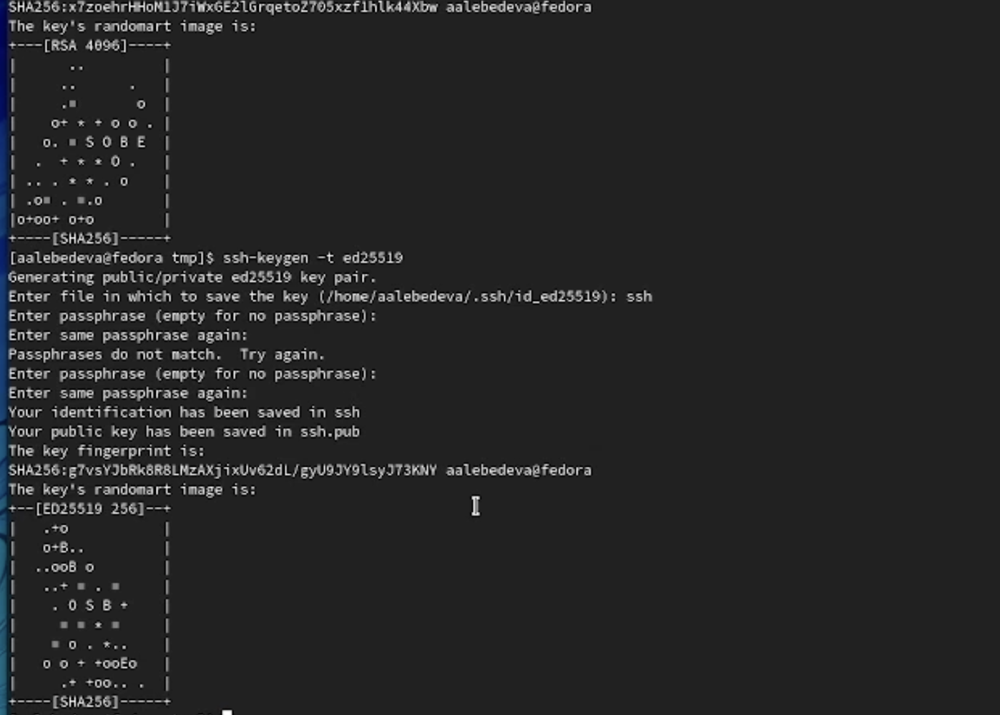 SHA256:x7zoehrHHoM1J7iWxGE2lGrqetoZ705xzf1hlk44Xbw aalebedeva@fedora
The key's randomart image is:
+---[RSA 4096]----+
|      ..         |
|     ..      .   |
|     .=       o  |
|    o+ * + o o . |
|   o. = S O B E  |
|  .  + * * O .   |
| .. . * * . o    |
| .o= . =.o       |
|o+oo+ o+o        |
+----[SHA256]-----+
[aalebedeva@fedora tmp]$ ssh-keygen -t ed25519
Generating public/private ed25519 key pair.
Enter file in which to save the key (/home/aalebedeva/.ssh/id_ed25519): ssh
Enter passphrase (empty for no passphrase):
Enter same passphrase again:
Passphrases do not match.  Try again.
Enter passphrase (empty for no passphrase):
Enter same passphrase again:
Your identification has been saved in ssh
Your public key has been saved in ssh.pub
The key fingerprint is:
SHA256:g7vsYJbRk8R8LMzAXjixUv62dL/gyU9JY9lsyJ73KNY aalebedeva@fedora
The key's randomart image is:
+--[ED25519 256]--+
|   .+o           |
|   o+B..         |
|  ..ooB o        |
|   ..+ = . =     |
|    . O S B +    |
|     = = * =     |
|    = o . *..    |
|   o o + +ooEo   |
|     .+ +oo.. .  |
+----[SHA256]-----+